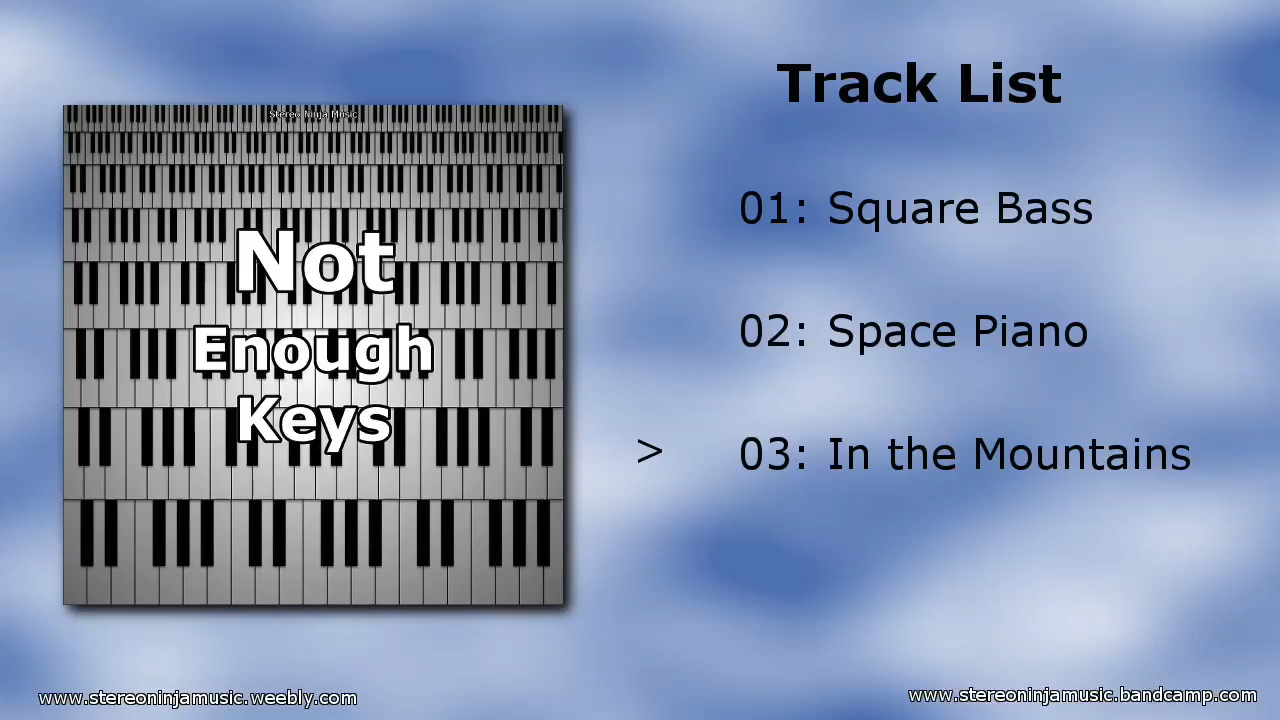 Stereo Ninja Music
Not
Enough
Keys
Track List
01: Square Bass
02: Space Piano
> 03: In the Mountains
www.stereoninjamusic.weebly.com
www.stereoninjamusic.bandcamp.com